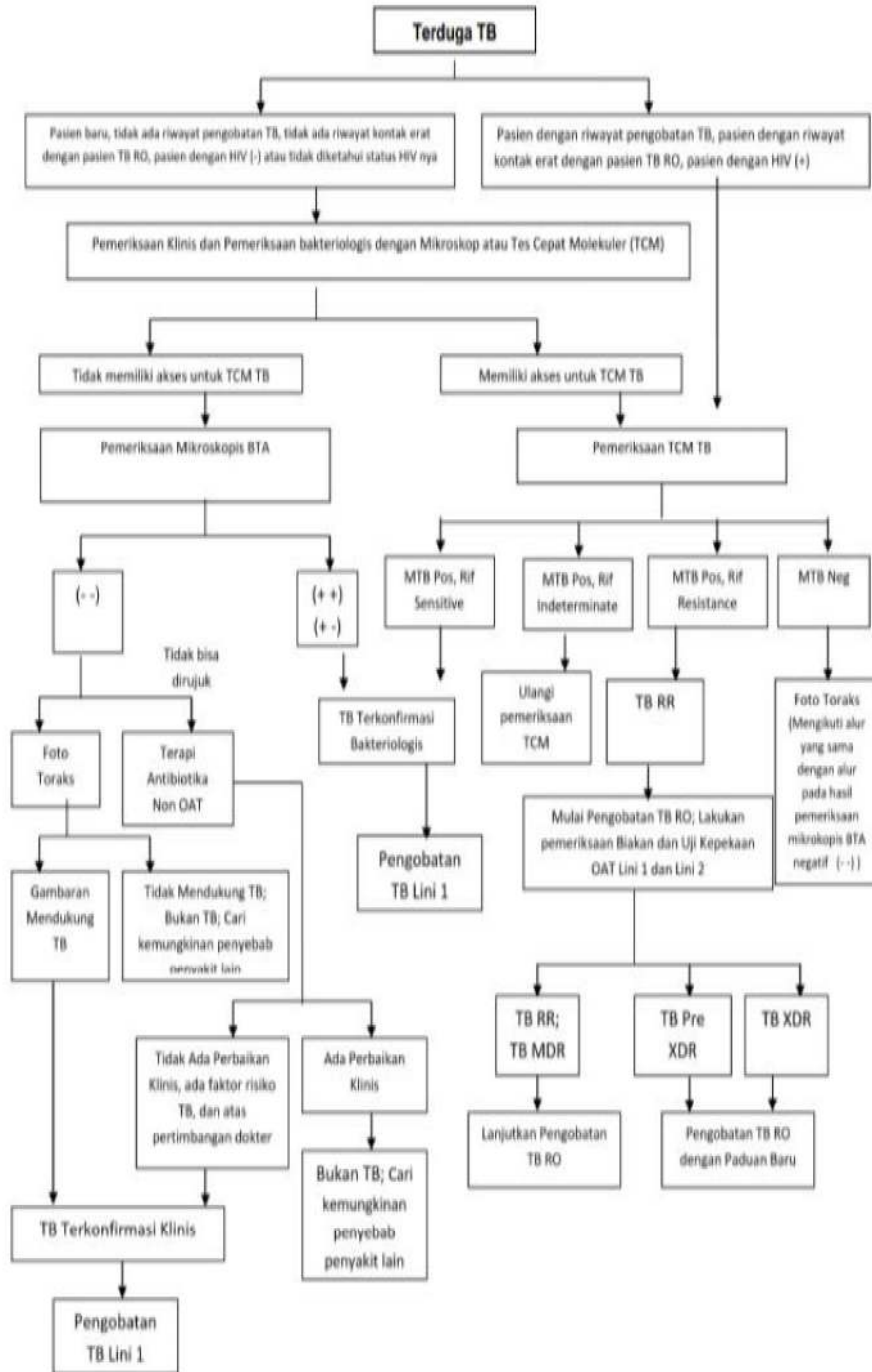 Terduga TB
Pasien baru, tidak ada riwayat pengobatan TB, tidak ada riwayat kontak erat
dengan pasien TB RO, pasien dengan HIV (-) atau tidak diketahui status HIV nya
Pasien dengan riwayat pengobatan TB, pasien dengan riwayat
kontak erat dengan pasien TB RO, pasien dengan HIV (+)
Pemeriksaan Klinis dan Pemeriksaan bakteriologis dengan Mikroskop atau Tes Cepat Molekuler (TCM)
Tidak memiliki akses untuk TCM TB
Memiliki akses untuk TCM TB
Pemeriksaan Mikroskopis BTA
Pemeriksaan TCM TB
(- -)
(+ +)
(+ -)
MTB Pos, Rif
Sensitive
MTB Pos, Rif
Indeterminate
MTB Pos, Rif
Resistance
MTB Neg
Tidak bisa
dirujuk
Foto
Toraks
Terapi
Antibiotika
Non OAT
TB Terkonfirmasi
Bakteriologis
Ulangi
pemeriksaan
TCM
TB RR
Foto Toraks
(Mengikuti alur
yang sama
dengan alur
pada hasil
pemeriksaan
mikrokopis BTA
negatif (- -) )
Pengobatan
TB Lini 1
Mulai Pengobatan TB RO; Lakukan
pemeriksaan Biakan dan Uji Kepekaan
OAT Lini 1 dan Lini 2
Gambaran
Mendukung
TB
Tidak Mendukung TB;
Bukan TB; Cari
kemungkinan penyebab
penyakit lain
Tidak Ada Perbaikan
Klinis, ada faktor risiko
TB, dan atas
pertimbangan dokter
Ada Perbaikan
Klinis
TB RR;
TB MDR
TB Pre
XDR
TB XDR
Lanjutkan Pengobatan
TB RO
Pengobatan TB RO
dengan Paduan Baru
Bukan TB; Cari
kemungkinan
penyebab
penyakit lain
TB Terkonfirmasi Klinis
Pengobatan
TB Lini 1